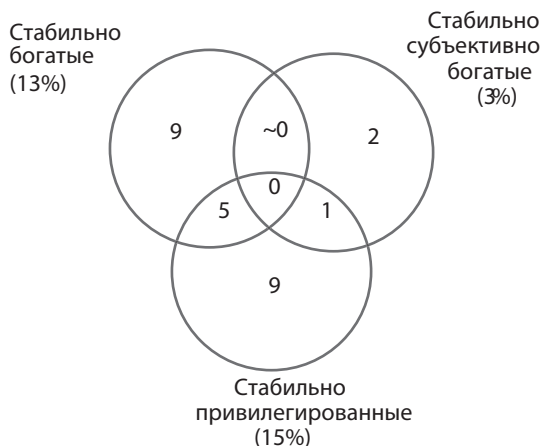 Стабильно
богатые
(13%)
Стабильно
субъективно
богатые
(3%)
9
~0
2
0
5
1
9
Стабильно
привилегированные
(15%)